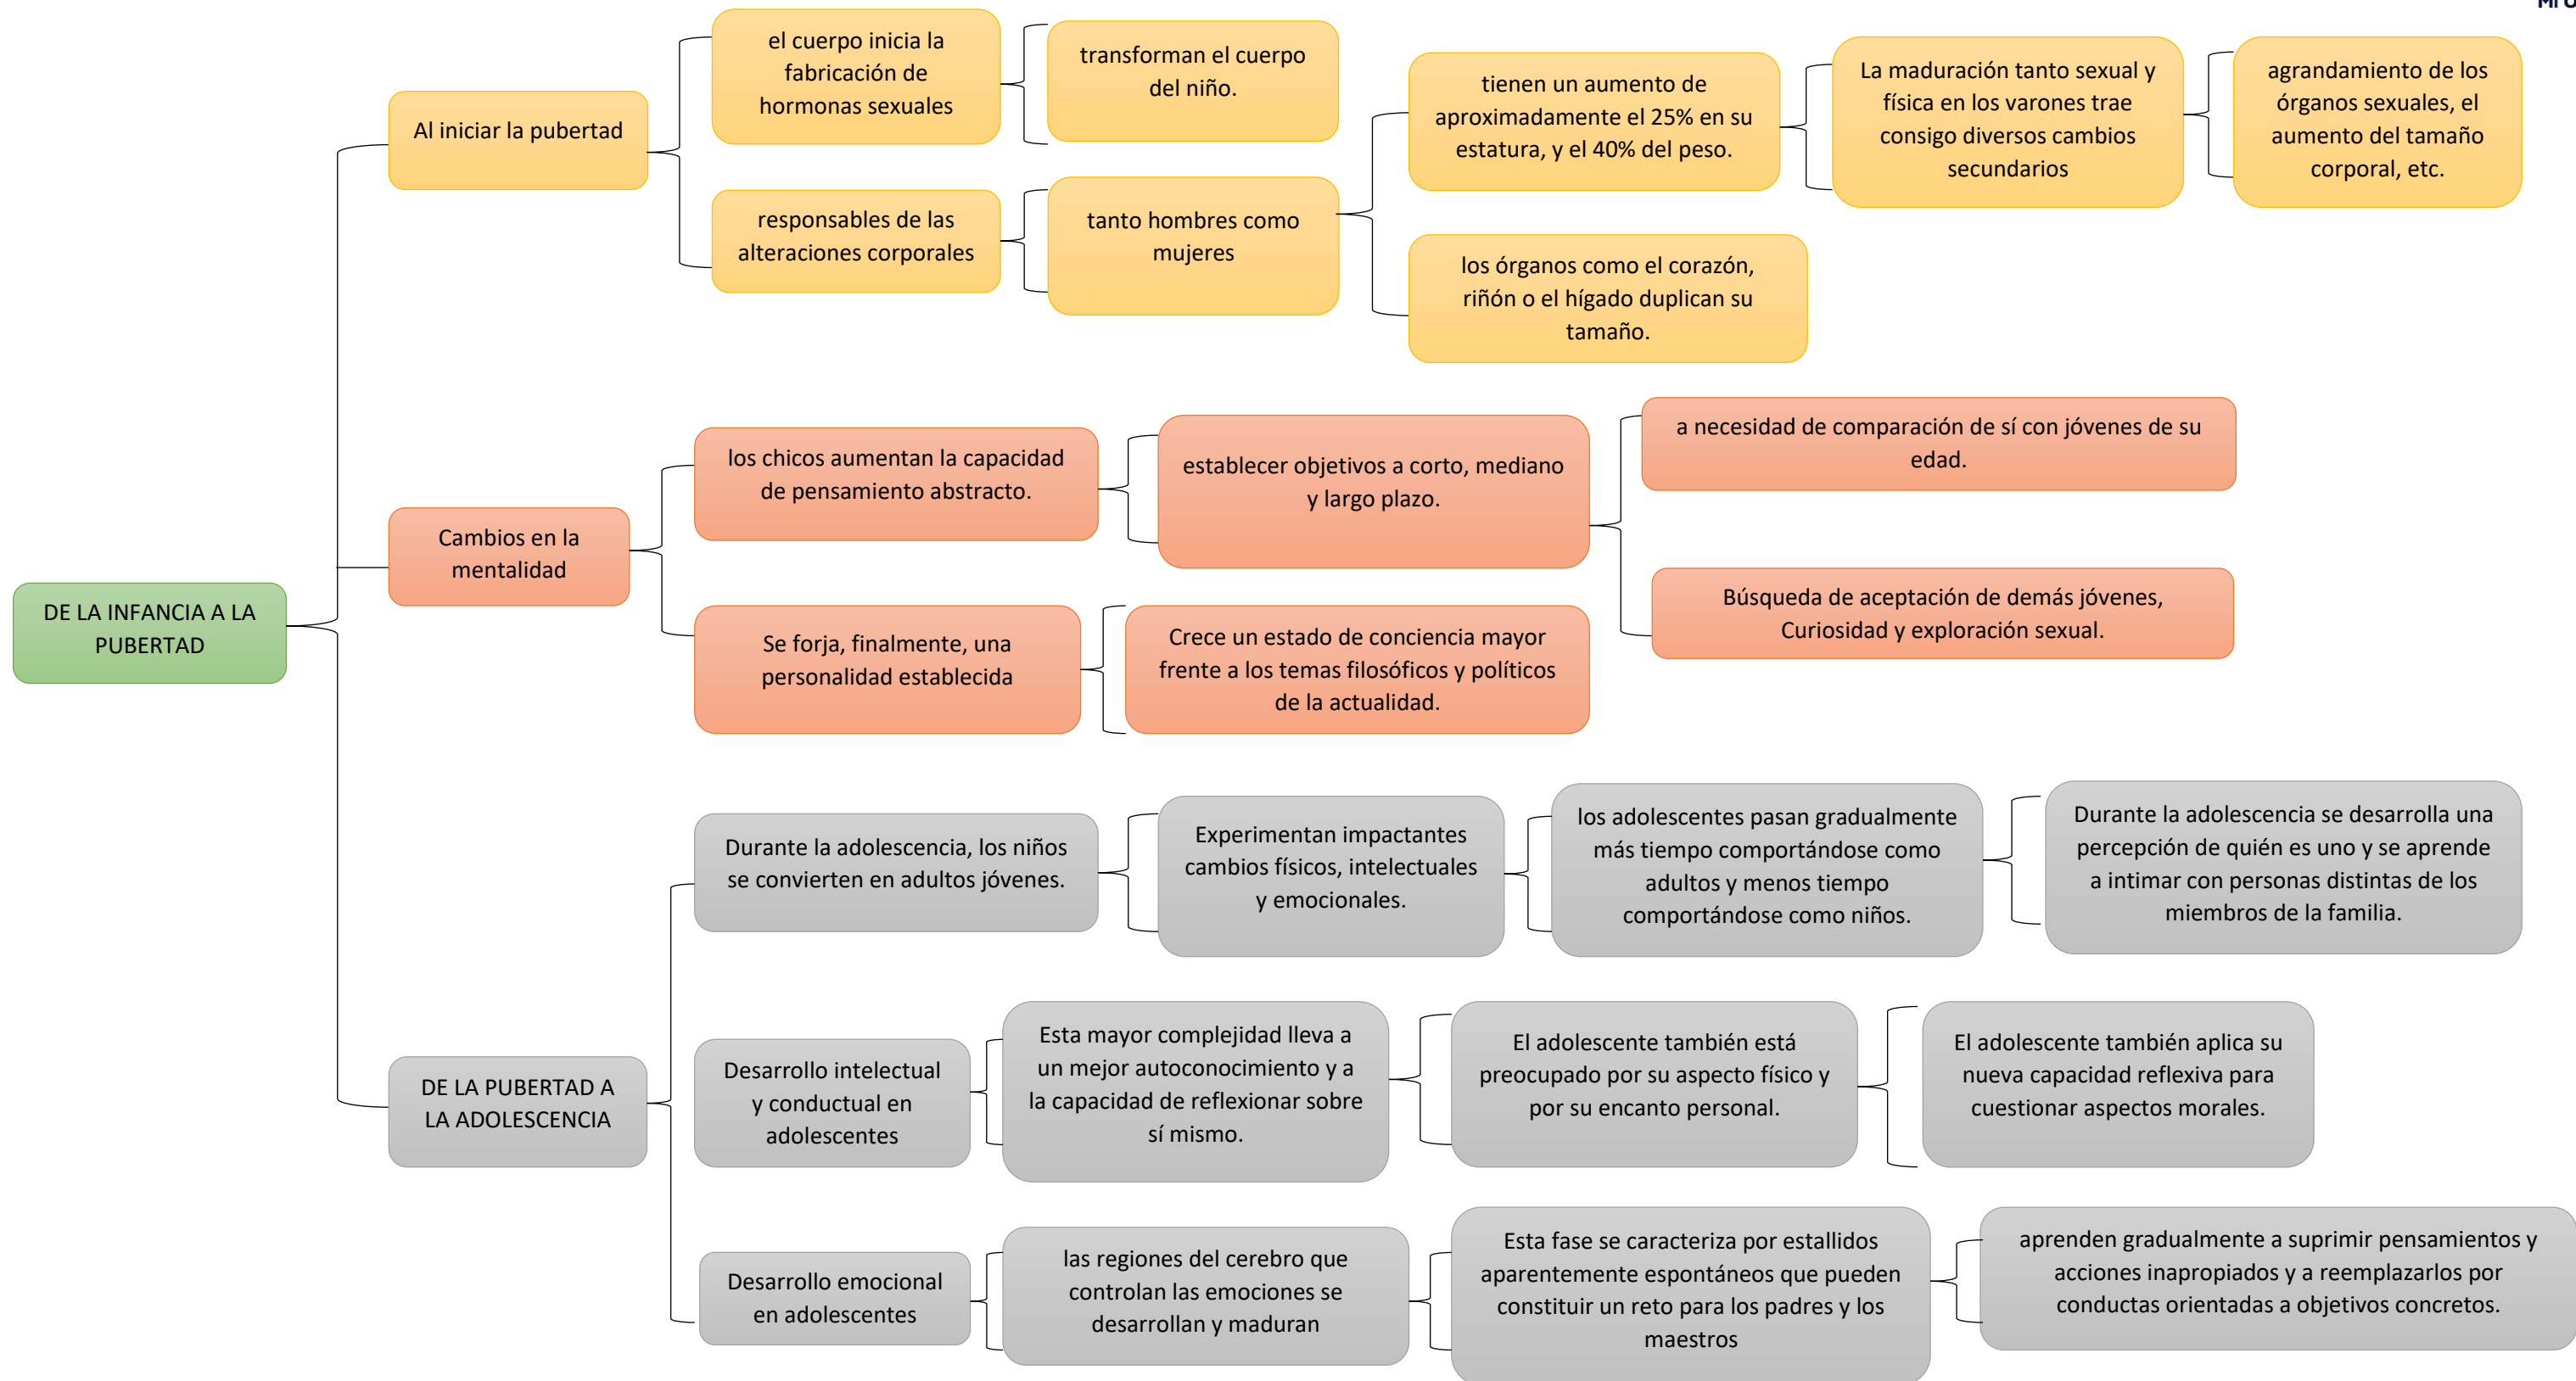 Al iniciar la pubertad
el cuerpo inicia la
fabricación de
hormonas sexuales
transforman el cuerpo
del niño.
responsables de las
alteraciones corporales
tanto hombres como
mujeres
tienen un aumento de
aproximadamente el 25% en su
estatura, y el 40% del peso.
La maduración tanto sexual y
física en los varones trae
consigo diversos cambios
secundarios
agrandamiento de los
órganos sexuales, el
aumento del tamaño
corporal, etc.
los órganos como el corazón,
riñón o el hígado duplican su
tamaño.
DE LA INFANCIA A LA
PUBERTAD
Cambios en la
mentalidad
los chicos aumentan la capacidad
de pensamiento abstracto.
establecer objetivos a corto, mediano
y largo plazo.
a necesidad de comparación de sí con jóvenes de su
edad.
Búsqueda de aceptación de demás jóvenes,
Curiosidad y exploración sexual.
Se forja, finalmente, una
personalidad establecida
Crece un estado de conciencia mayor
frente a los temas filosóficos y políticos
de la actualidad.
DE LA PUBERTAD A
LA ADOLESCENCIA
Durante la adolescencia, los niños
se convierten en adultos jóvenes.
Experimentan impactantes
cambios físicos, intelectuales
y emocionales.
los adolescentes pasan gradualmente
más tiempo comportándose como
adultos y menos tiempo
comportándose como niños.
Durante la adolescencia se desarrolla una
percepción de quién es uno y se aprende
a intimar con personas distintas de los
miembros de la familia.
Desarrollo intelectual
y conductual en
adolescentes
Esta mayor complejidad lleva a
un mejor autoconocimiento y a
la capacidad de reflexionar sobre
sí mismo.
El adolescente también está
preocupado por su aspecto físico y
por su encanto personal.
El adolescente también aplica su
nueva capacidad reflexiva para
cuestionar aspectos morales.
Desarrollo emocional
en adolescentes
las regiones del cerebro que
controlan las emociones se
desarrollan y maduran
Esta fase se caracteriza por estallidos
aparentemente espontáneos que pueden
constituir un reto para los padres y los
maestros
aprenden gradualmente a suprimir pensamientos y
acciones inapropiados y a reemplazarlos por
conductas orientadas a objetivos concretos.